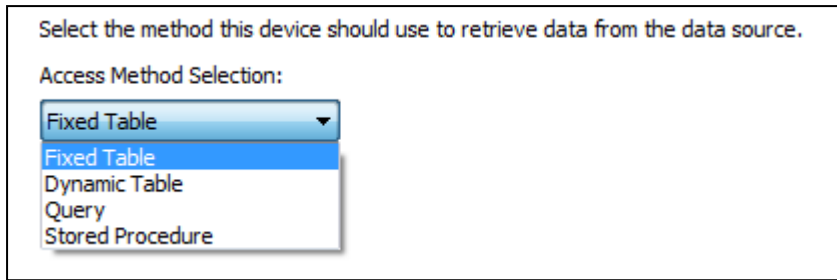 Select the method this device should use to retrieve data from the data source.
Access Method Selection:
Fixed Table
Fixed Table
Dynamic Table
Query
Stored Procedure